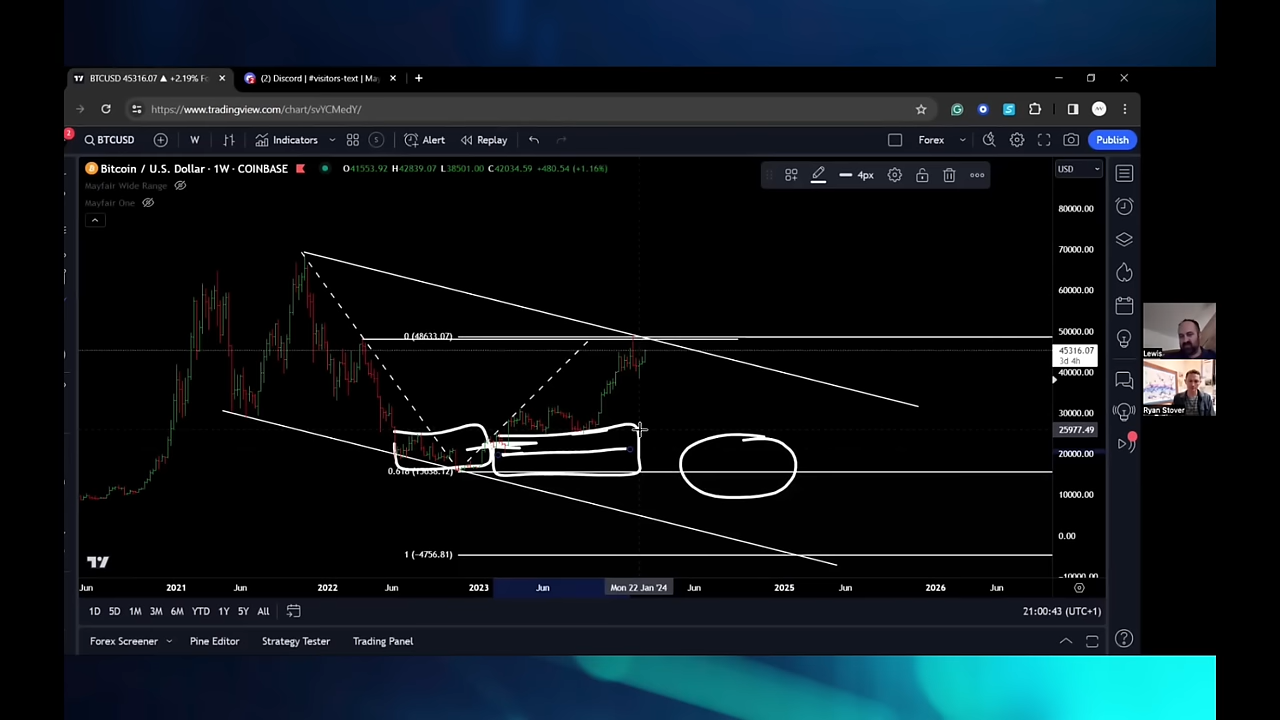 BTCUSD 45316.07 ▲ +2.19%
(2) Discord | #visitors-text |
https://www.tradingview.com/chart/svYCMedY/
2
BTCUSD W Indicators Alert Replay Forex Publish
Bitcoin / U.S. Dollar · 1W · COINBASE O41553.92 H42839.07 L38501.00 C42034.59 +480.54 (+1.16%)
4px
USD
Mayfair Wide Range
Mayfair One
80000.00
70000.00
60000.00
50000.00
0 (48633.07)
45316.07
3d 4h
40000.00
30000.00
25977.49
20000.00
10000.00
0.00
1 (-4756.81)
Lewis
Ryan Stover
Jun 2021 Jun 2022 Jun 2023 Jun Mon 22 Jan '24 Jun 2025 Jun 2026 Jun
1D 5D 1M 3M 6M YTD 1Y 5Y All
21:00:43 (UTC+1)
Forex Screener Pine Editor Strategy Tester Trading Panel